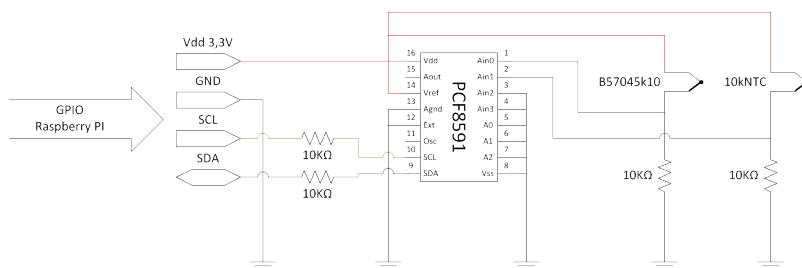 Vdd 3,3V
GND
GPIO
Raspberry PI
SCL
10KΩ
SDA
10KΩ
16 Vdd
15 Aout
14 Vref
13 Agnd
12 Ext
11 Osc
10 SCL
9 SDA
PCF8591
Ain0 1
Ain1 2
Ain2 3
Ain3 4
A0 5
A1 6
A2 7
Vss 8
B57045k10
10kNTC
10KΩ
10KΩ